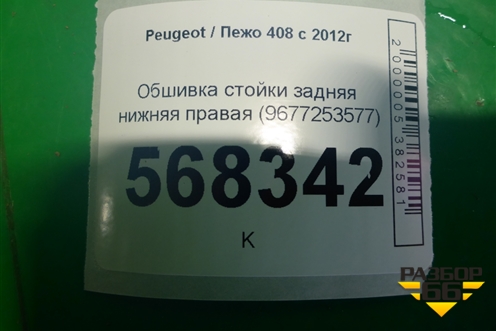 Peugeot / Пежо 408 с 2012г
Обшивка стойки задняя
нижняя правая (9677253577)
568342
К
2000005382581
РАЗБОР
66